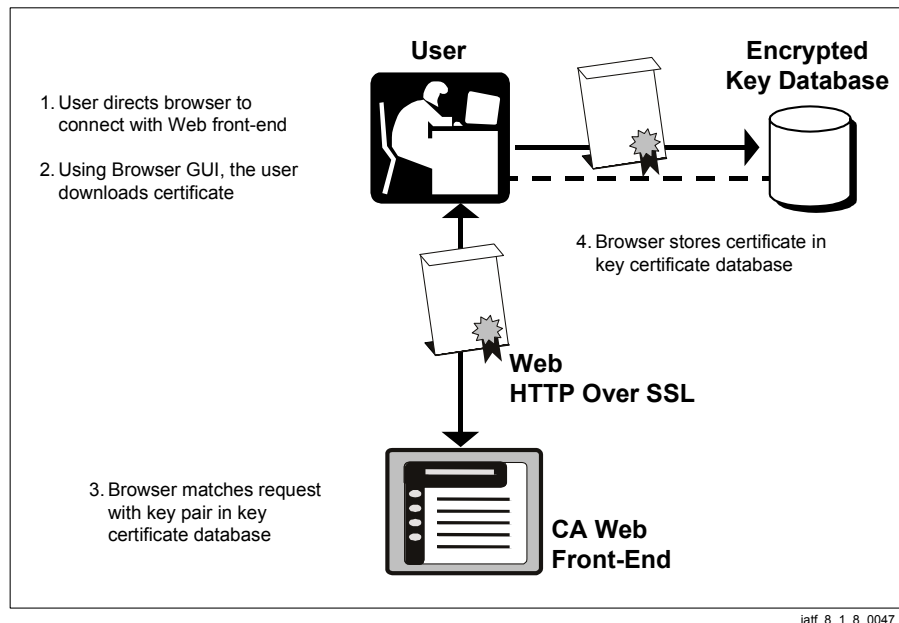 User
Encrypted
Key Database
1. User directs browser to
connect with Web front-end
2. Using Browser GUI, the user
downloads certificate
4. Browser stores certificate in
key certificate database
Web
HTTP Over SSL
3. Browser matches request
with key pair in key
certificate database
CA Web
Front-End
iatf_8_1_8_0047